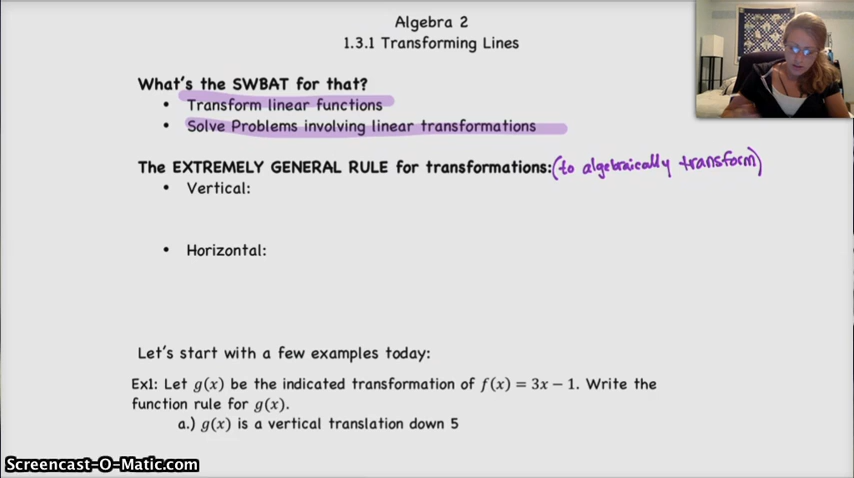 Algebra 2
1.3.1 Transforming Lines
What's the SWBAT for that?
• Transform linear functions
• Solve Problems involving linear transformations
The EXTREMELY GENERAL RULE for transformations: (to algebraically transform)
• Vertical:
• Horizontal:
Let's start with a few examples today:
Ex1: Let g(x) be the indicated transformation of f(x) = 3x − 1. Write the
function rule for g(x).
a.) g(x) is a vertical translation down 5
Screencast-O-Matic.com